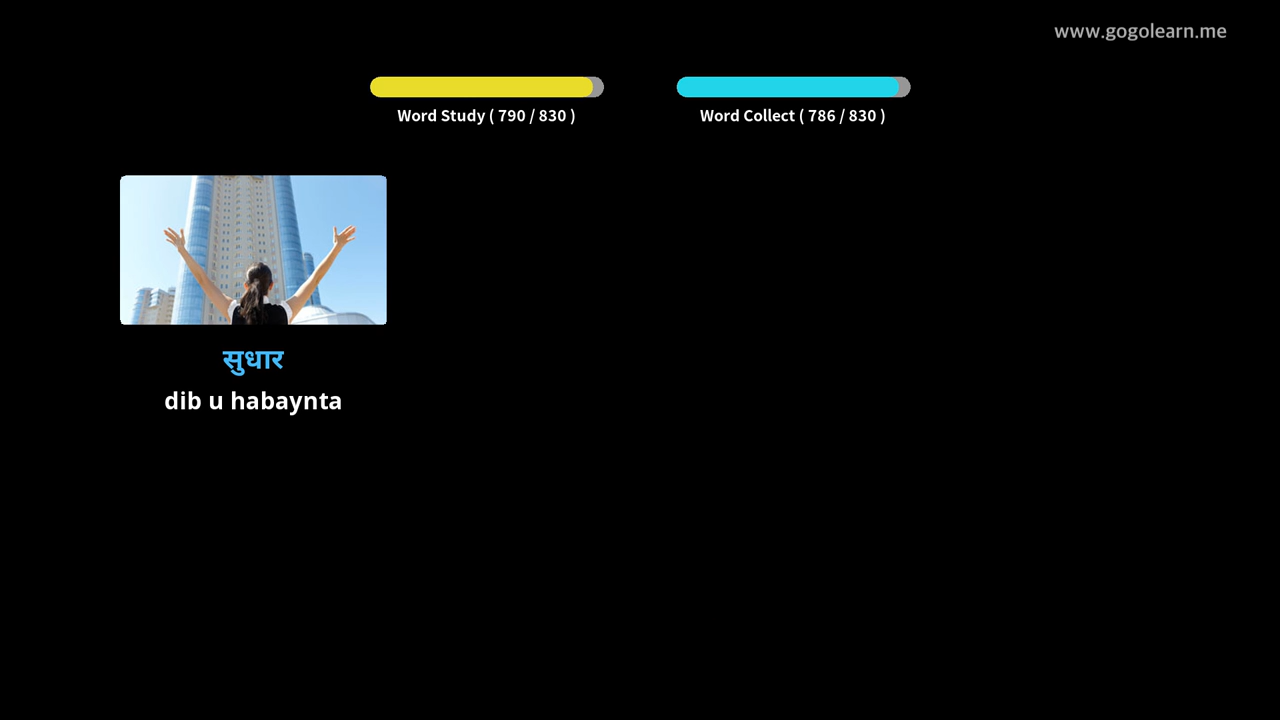 www.gogolearn.me
Word Study ( 790 / 830 )
Word Collect ( 786 / 830 )
सुधार
dib u habaynta